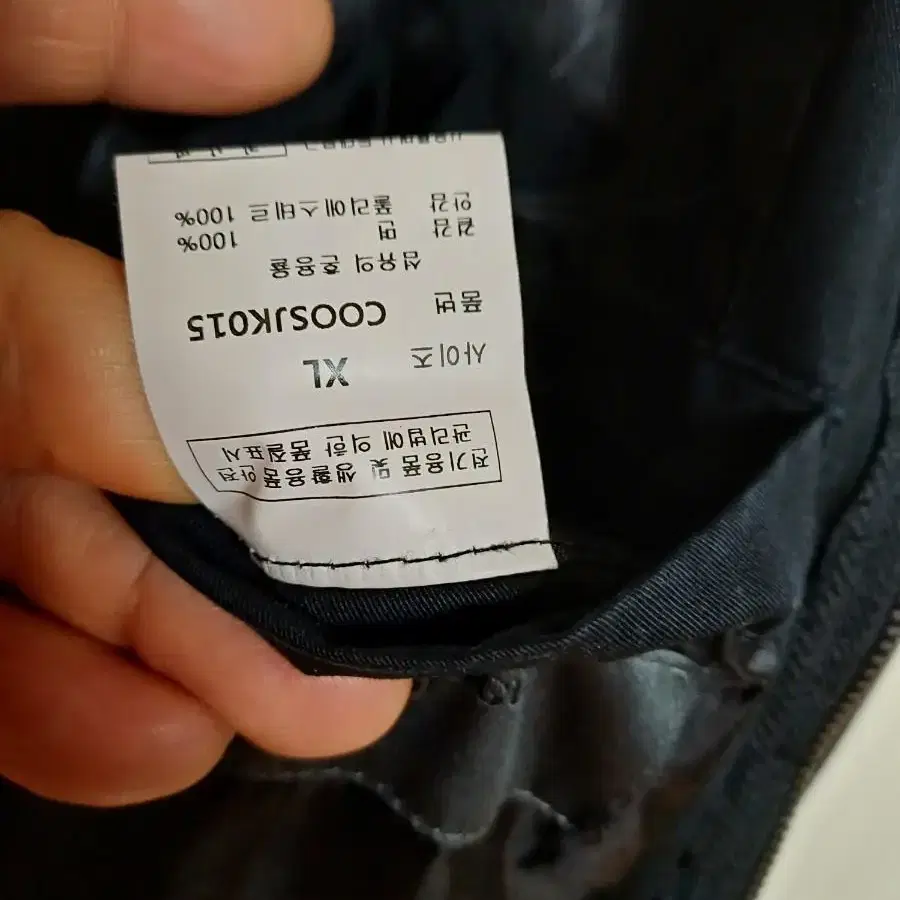 전기용품 및 생활용품 안전
관리법에 의한 품질표시
사이즈 XL
품번 COOSJK015
섬유의 혼용율
겉감 면 100%
안감 폴리에스테르 100%